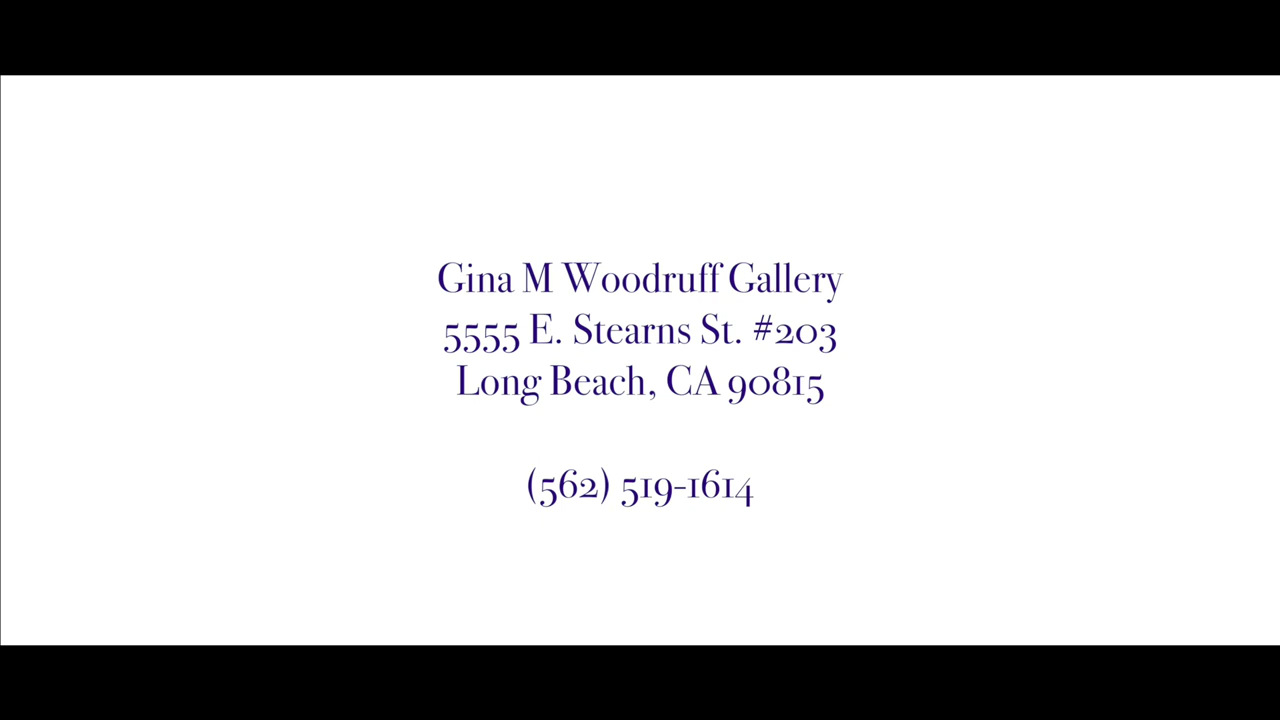 Gina M Woodruff Gallery
5555 E. Stearns St. #203
Long Beach, CA 90815
(562) 519-1614